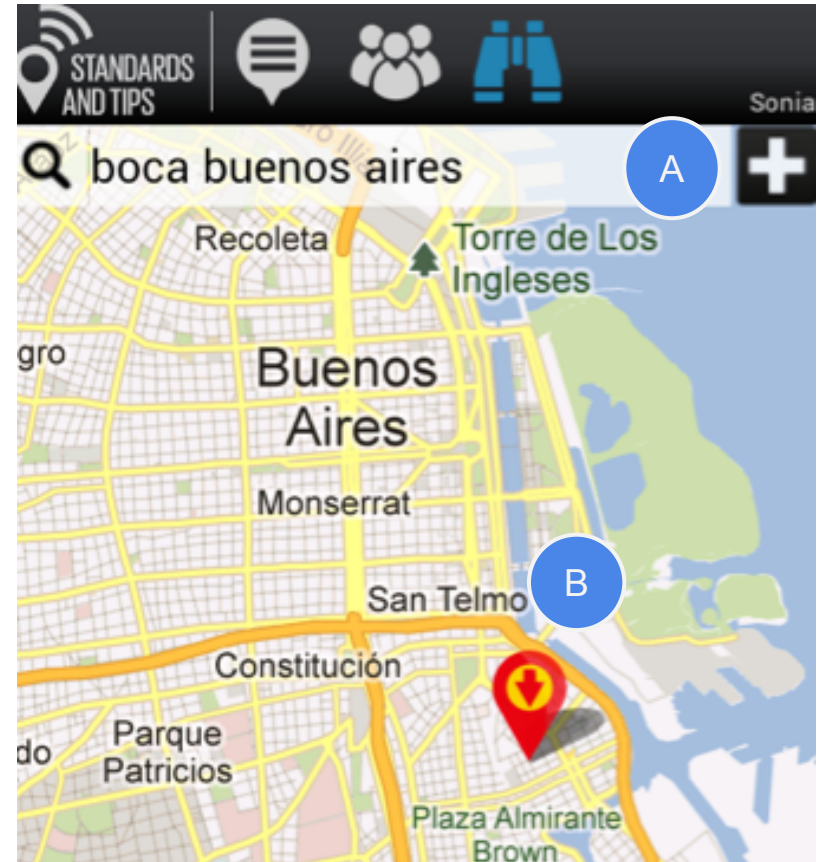 STANDARDS
AND TIPS
Sonia
boca buenos aires
A
Recoleta
Torre de Los
Ingleses
gro
Buenos
Aires
Monserrat
B
San Telmo
Constitución
do
Parque
Patricios
Plaza Almirante
Brown